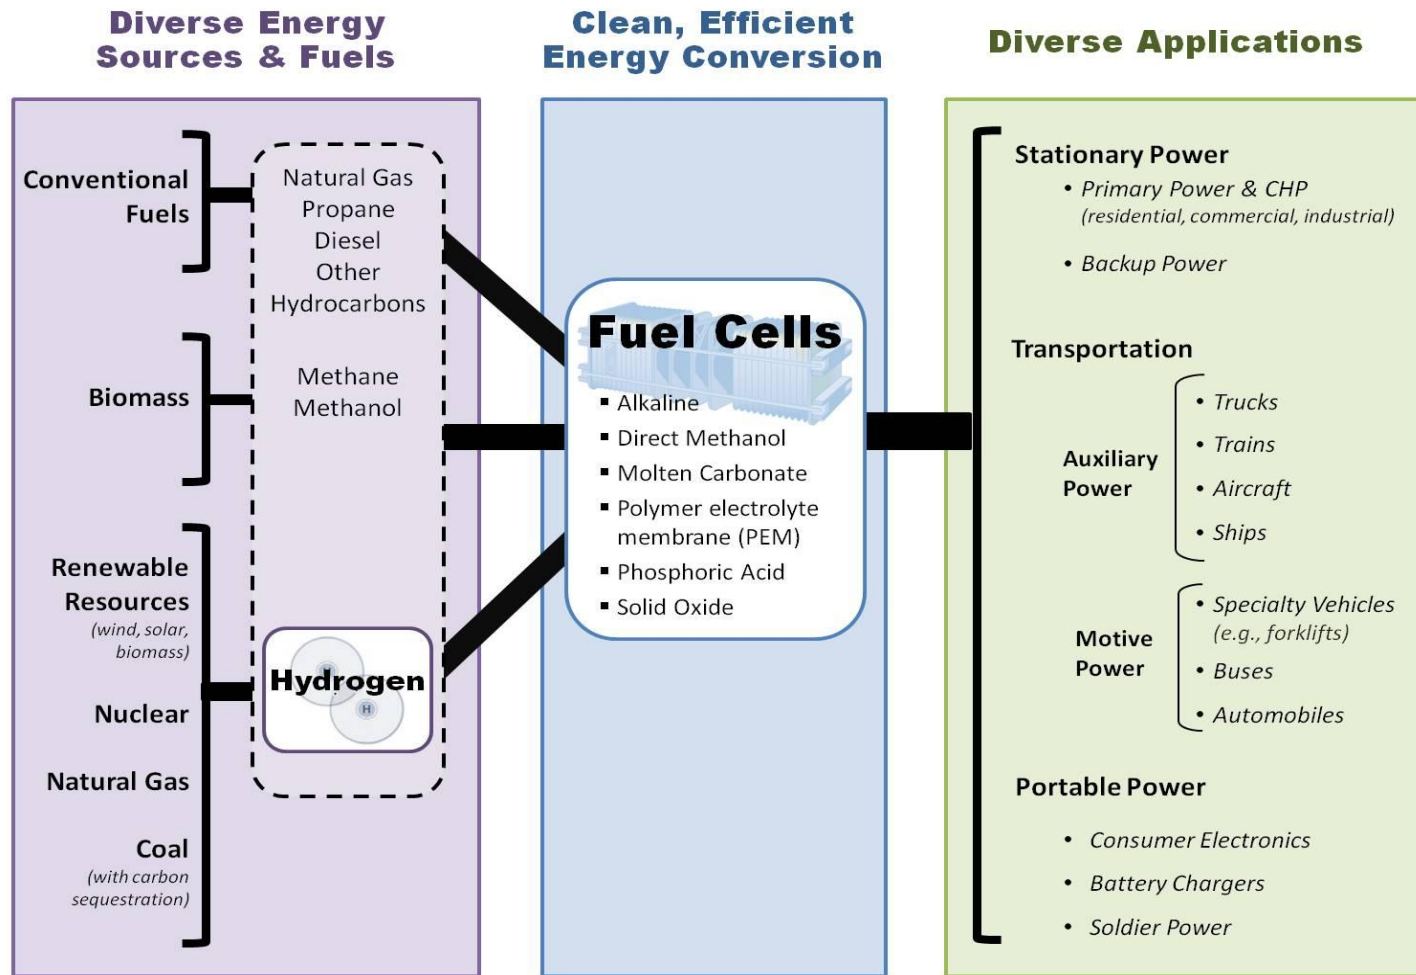 Diverse Energy
Sources & Fuels
Clean, Efficient
Energy Conversion
Diverse Applications
Conventional
Fuels
Natural Gas
Propane
Diesel
Other
Hydrocarbons
Biomass
Methane
Methanol
Renewable
Resources
(wind, solar,
biomass)
Nuclear
Natural Gas
Coal
(with carbon
sequestration)
H
Hydrogen
H
Fuel Cells
▪ Alkaline
▪ Direct Methanol
▪ Molten Carbonate
▪ Polymer electrolyte
membrane (PEM)
▪ Phosphoric Acid
▪ Solid Oxide
Stationary Power
• Primary Power & CHP
(residential, commercial, industrial)
• Backup Power
Transportation
Auxiliary
Power
• Trucks
• Trains
• Aircraft
• Ships
Motive
Power
• Specialty Vehicles
(e.g., forklifts)
• Buses
• Automobiles
Portable Power
• Consumer Electronics
• Battery Chargers
• Soldier Power